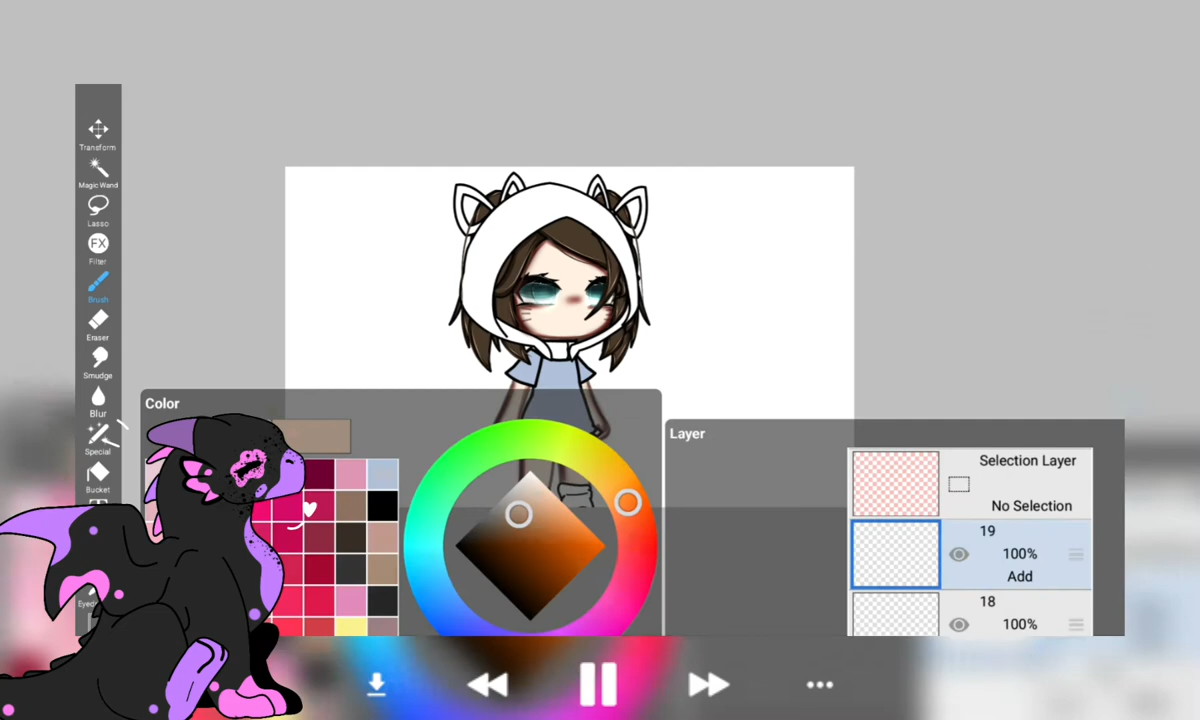 Transform
Magic Wand
Lasso
FX
Filter
Brush
Eraser
Smudge
Blur
Special
Bucket
Color
Layer
Selection Layer
No Selection
19
100%
Add
18
100%